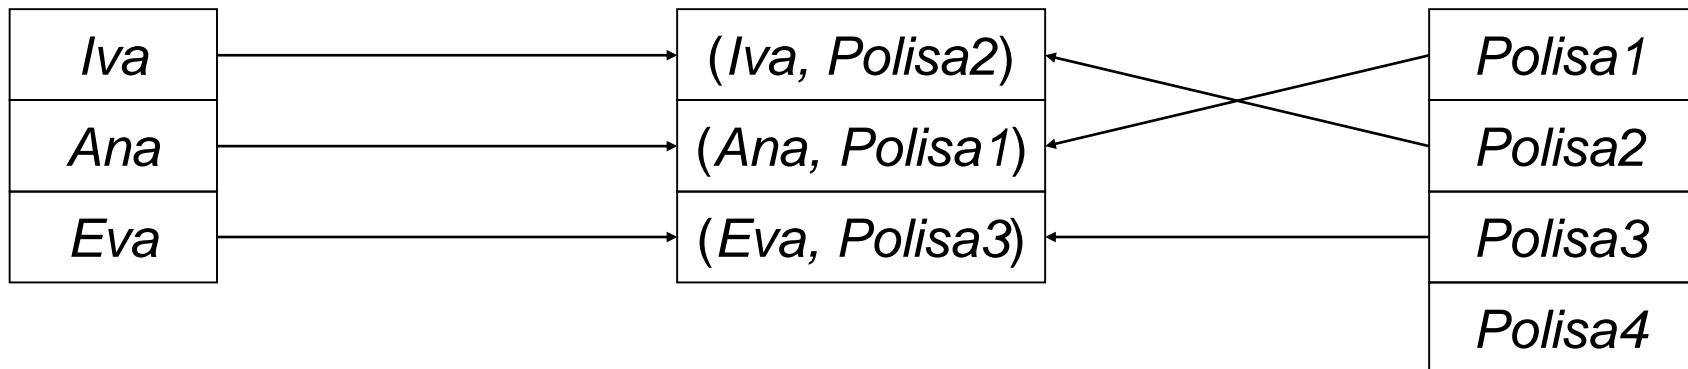 Iva
(Iva, Polisa2)
Polisa1
Ana
(Ana, Polisa1)
Polisa2
Eva
(Eva, Polisa3)
Polisa3
Polisa4